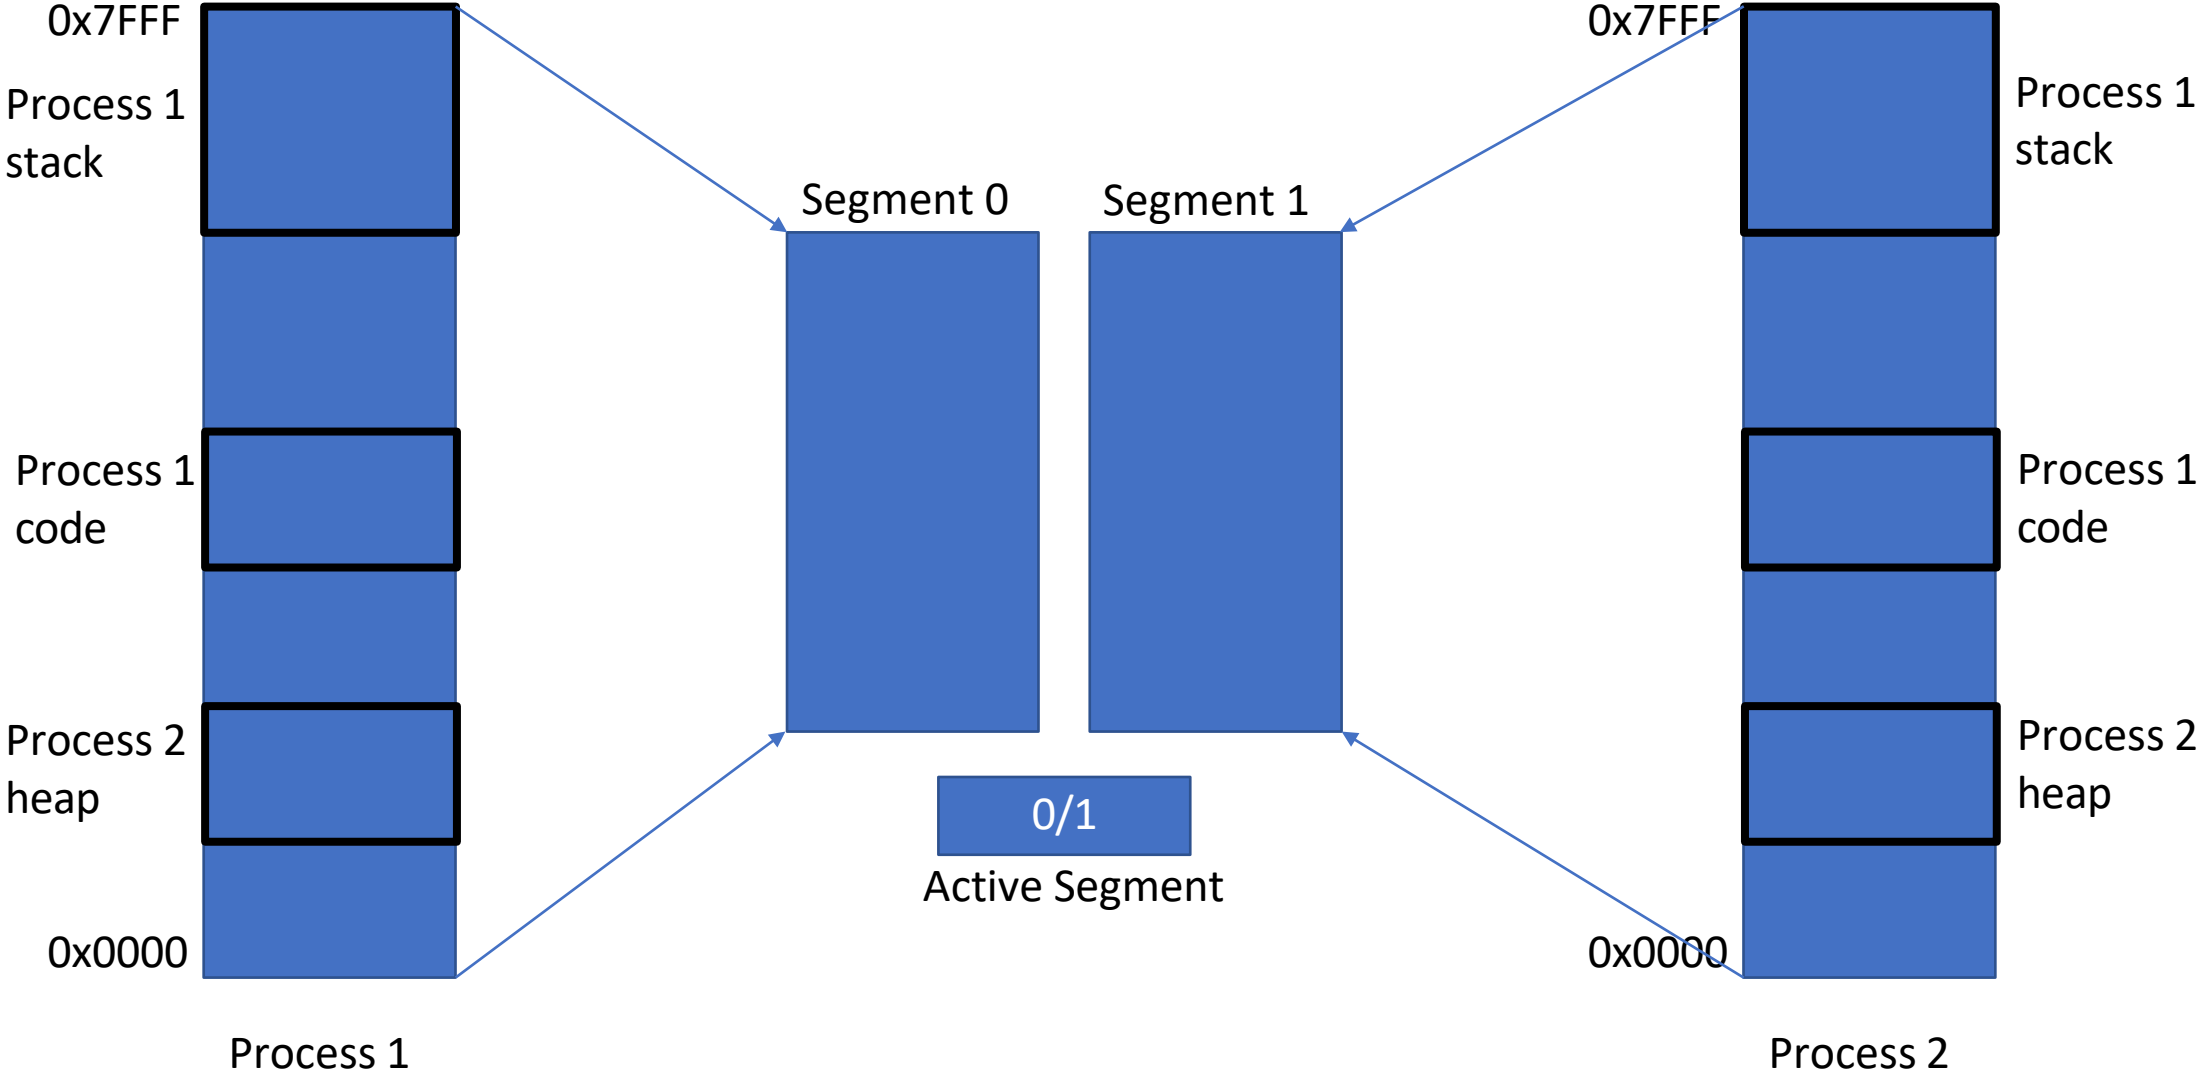 0x7FFF
Process 1
stack
Process 1
code
Process 2
heap
0x0000
Process 1
Segment 0
Segment 1
0/1
Active Segment
0x7FFF
Process 1
stack
Process 1
code
Process 2
heap
0x0000
Process 2